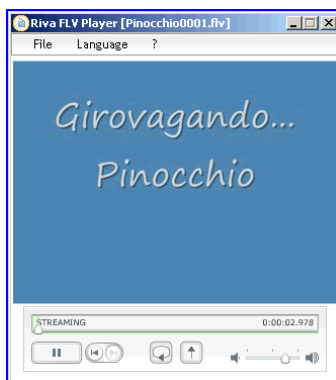 Riva FLV Player [Pinocchio0001.flv]
File Language ?
Girovagando...
Pinocchio
STREAMING 0:00:02.978